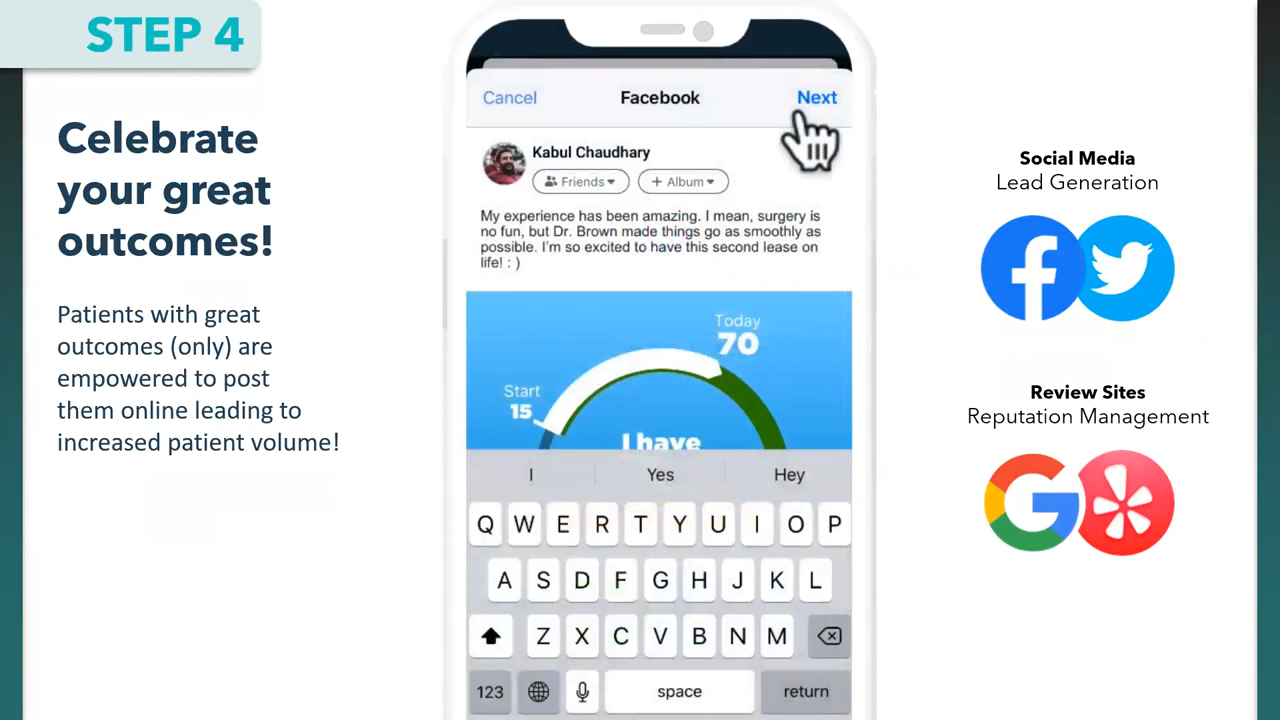 STEP 4
Celebrate
your great
outcomes!
Patients with great
outcomes (only) are
empowered to post
them online leading to
increased patient volume!
Cancel
Facebook
Next
Kabul Chaudhary
Friends
+ Album
My experience has been amazing. I mean, surgery is
no fun, but Dr. Brown made things go as smoothly as
possible. I'm so excited to have this second lease on
life! : )
Today
70
Start
15
I have
I Yes Hey
Q W E R T Y U I O P
A S D F G H J K L
Z X C V B N M
123 space return
Social Media
Lead Generation
Review Sites
Reputation Management